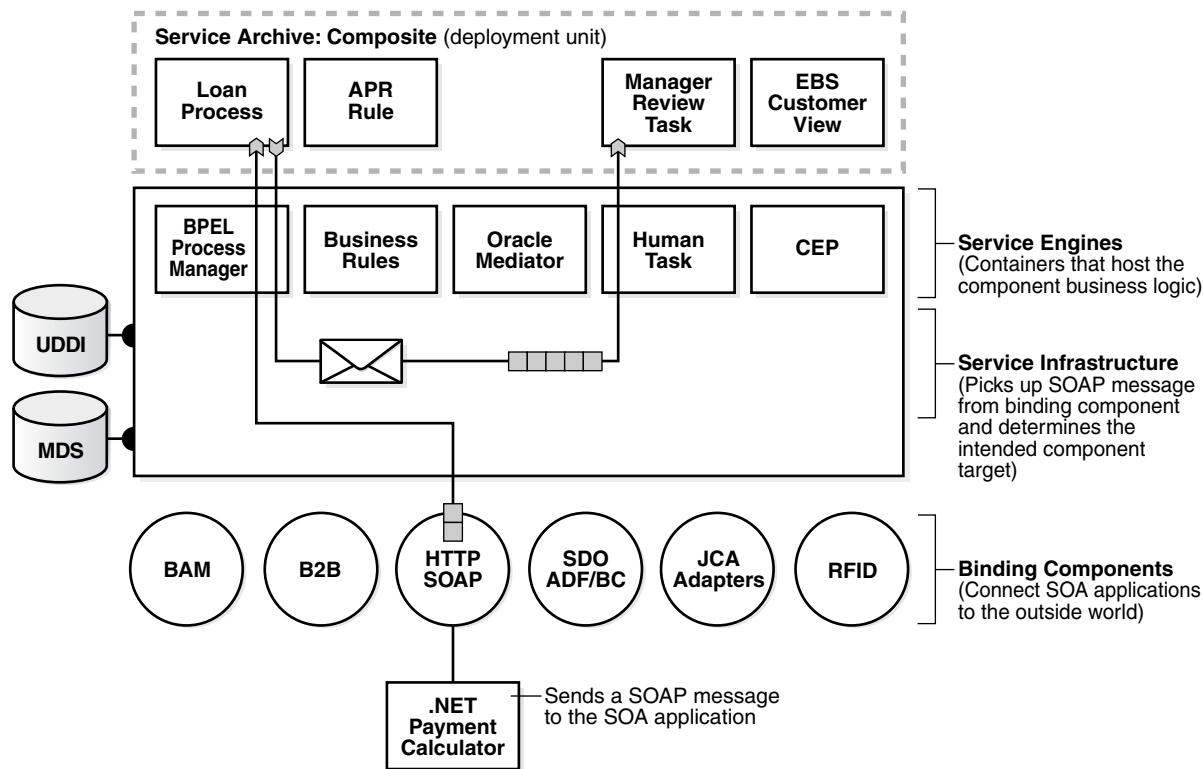 Service Archive: Composite (deployment unit)
Loan
Process
APR
Rule
Manager
Review
Task
EBS
Customer
View
BPEL
Process
Manager
Business
Rules
Oracle
Mediator
Human
Task
CEP
Service Engines
(Containers that host the
component business logic)
UDDI
MDS
Service Infrastructure
(Picks up SOAP message
from binding component
and determines the
intended component
target)
BAM
B2B
HTTP
SOAP
SDO
ADF/BC
JCA
Adapters
RFID
Binding Components
(Connect SOA applications
to the outside world)
.NET
Payment
Calculator
Sends a SOAP message
to the SOA application